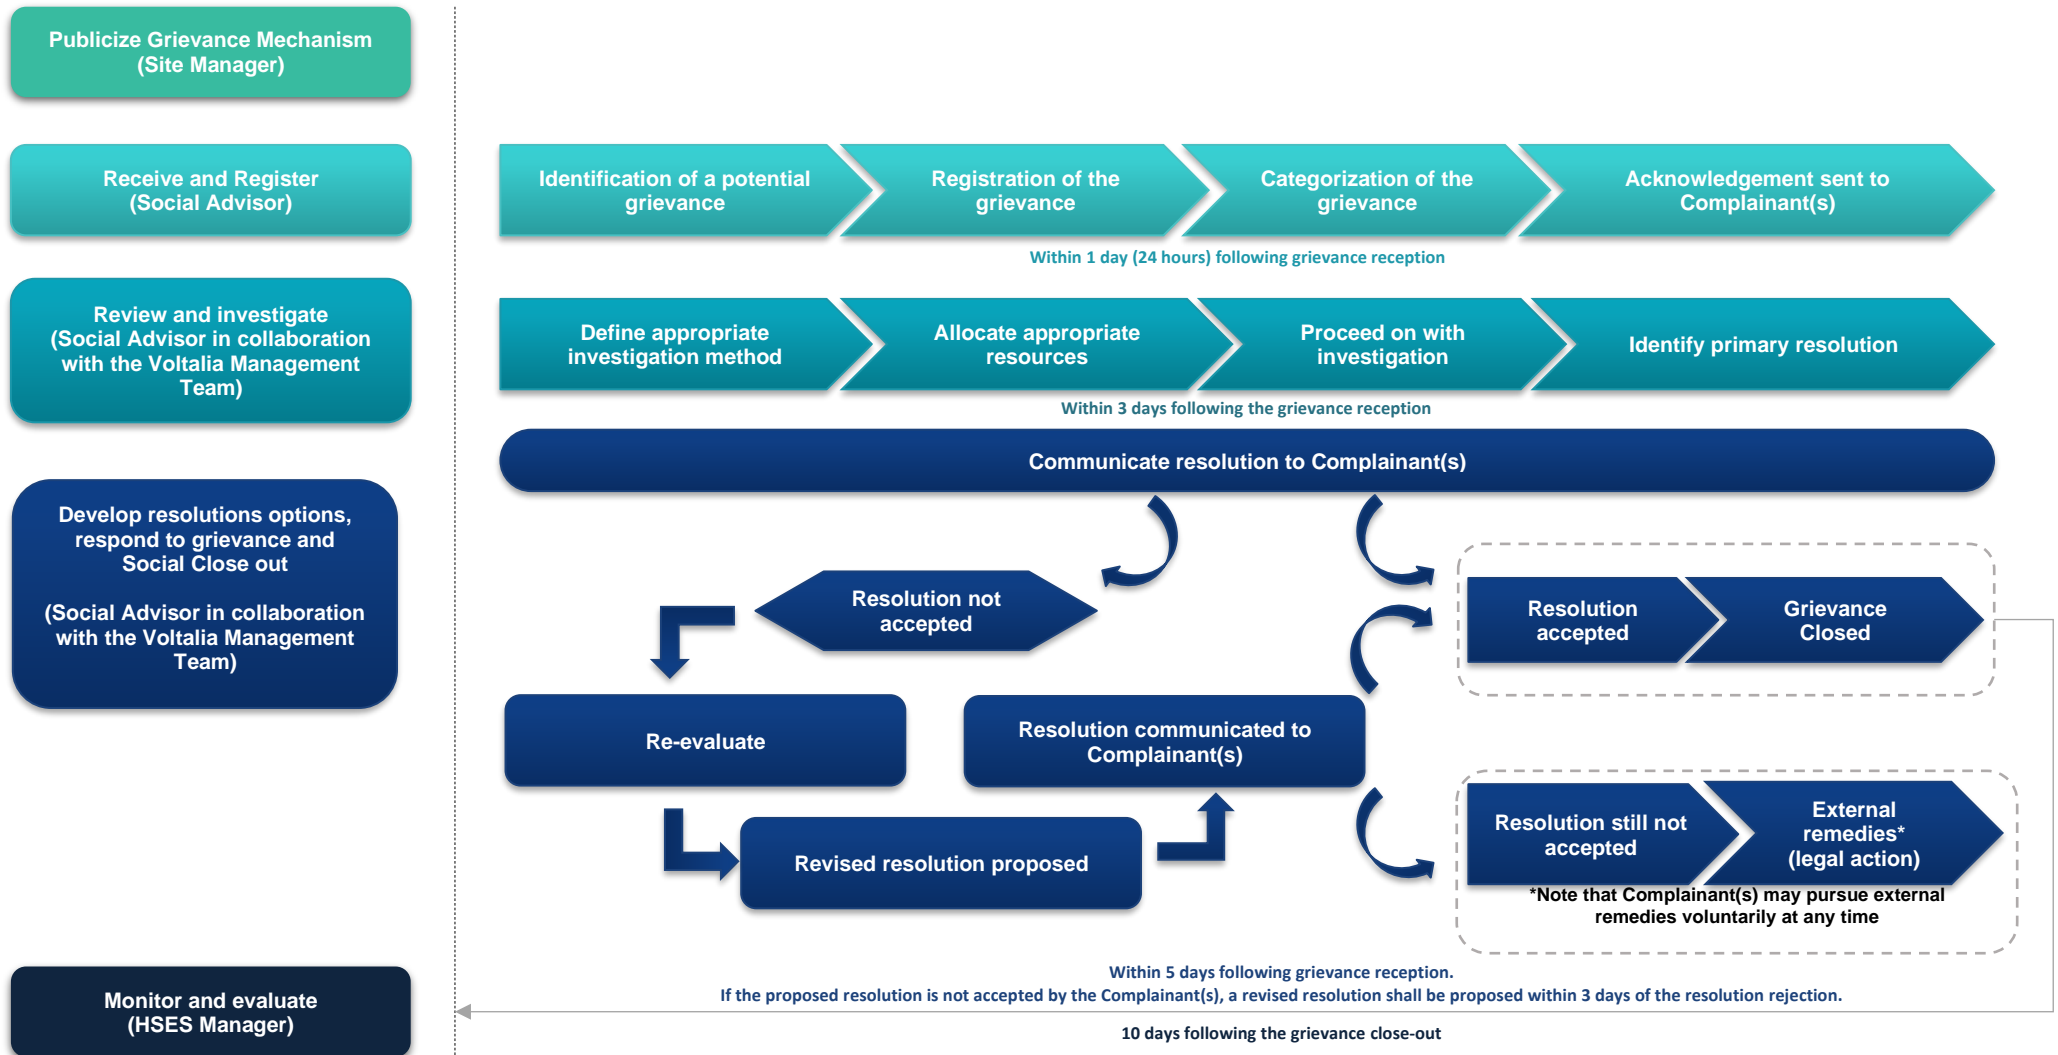 Publicize Grievance Mechanism
(Site Manager)
Receive and Register
(Social Advisor)
Identification of a potential
grievance
Registration of the
grievance
Categorization of the
grievance
Acknowledgement sent to
Complainant(s)
Within 1 day (24 hours) following grievance reception
Review and investigate
(Social Advisor in collaboration
with the Voltalia Management
Team)
Define appropriate
investigation method
Allocate appropriate
resources
Proceed on with
investigation
Identify primary resolution
Within 3 days following the grievance reception
Communicate resolution to Complainant(s)
Develop resolutions options,
respond to grievance and
Social Close out
(Social Advisor in collaboration
with the Voltalia Management
Team)
Resolution not
accepted
Resolution
accepted
Grievance
Closed
Re-evaluate
Resolution communicated to
Complainant(s)
Revised resolution proposed
Resolution still not
accepted
External
remedies*
(legal action)
*Note that Complainant(s) may pursue external
remedies voluntarily at any time
Within 5 days following grievance reception.
If the proposed resolution is not accepted by the Complainant(s), a revised resolution shall be proposed within 3 days of the resolution rejection.
Monitor and evaluate
(HSES Manager)
10 days following the grievance close-out